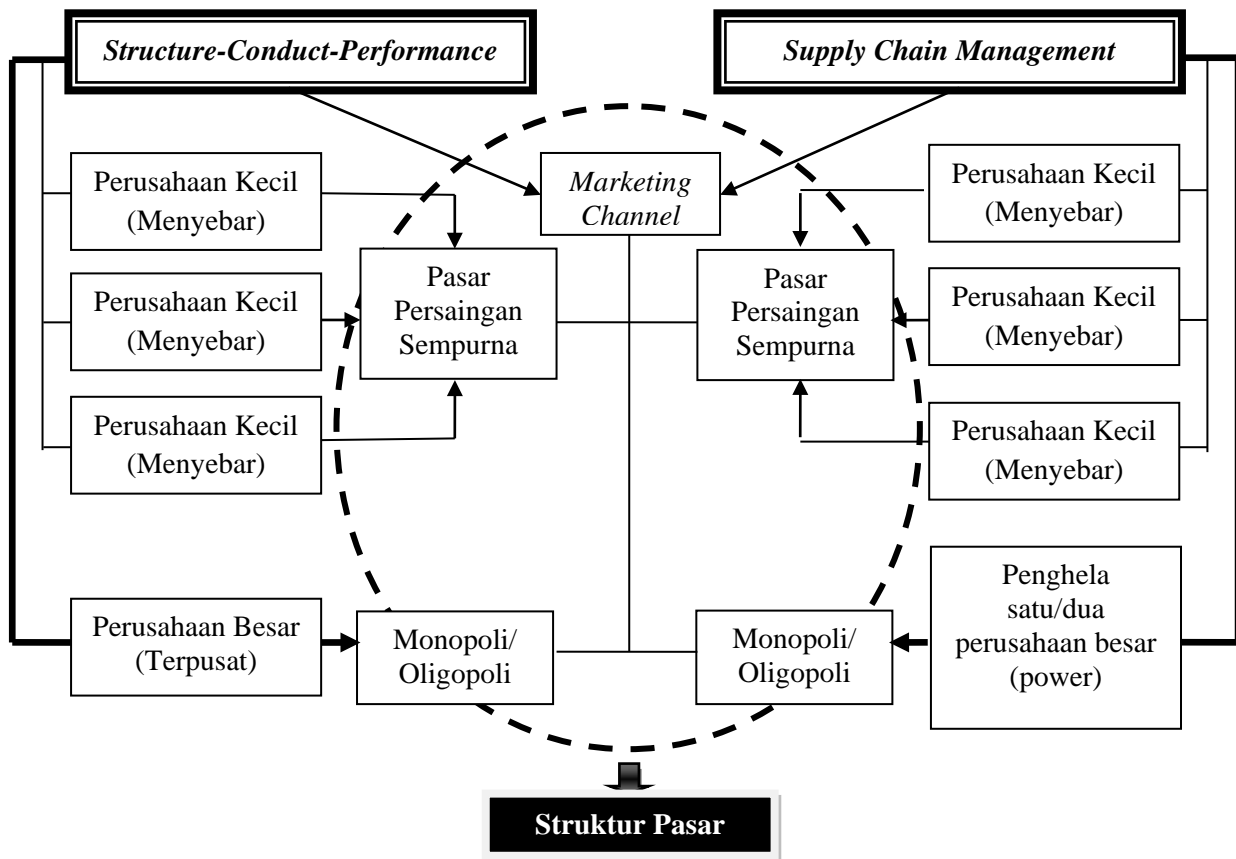 Structure-Conduct-Performance
Supply Chain Management
Marketing
Channel
Perusahaan Kecil
(Menyebar)
Perusahaan Kecil
(Menyebar)
Perusahaan Kecil
(Menyebar)
Pasar
Persaingan
Sempurna
Pasar
Persaingan
Sempurna
Perusahaan Kecil
(Menyebar)
Perusahaan Kecil
(Menyebar)
Perusahaan Kecil
(Menyebar)
Perusahaan Besar
(Terpusat)
Monopoli/
Oligopoli
Monopoli/
Oligopoli
Penghela
satu/dua
perusahaan besar
(power)
Struktur Pasar